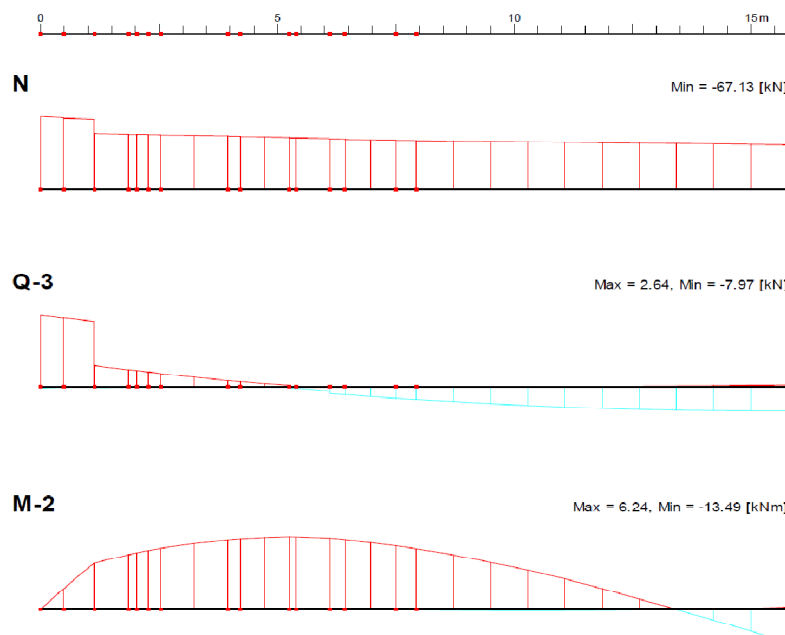 0 5 10 15m
N
Min = -67.13 [kN]
Q-3
Max = 2.64, Min = -7.97 [kN]
M-2
Max = 6.24, Min = -13.49 [kNm]